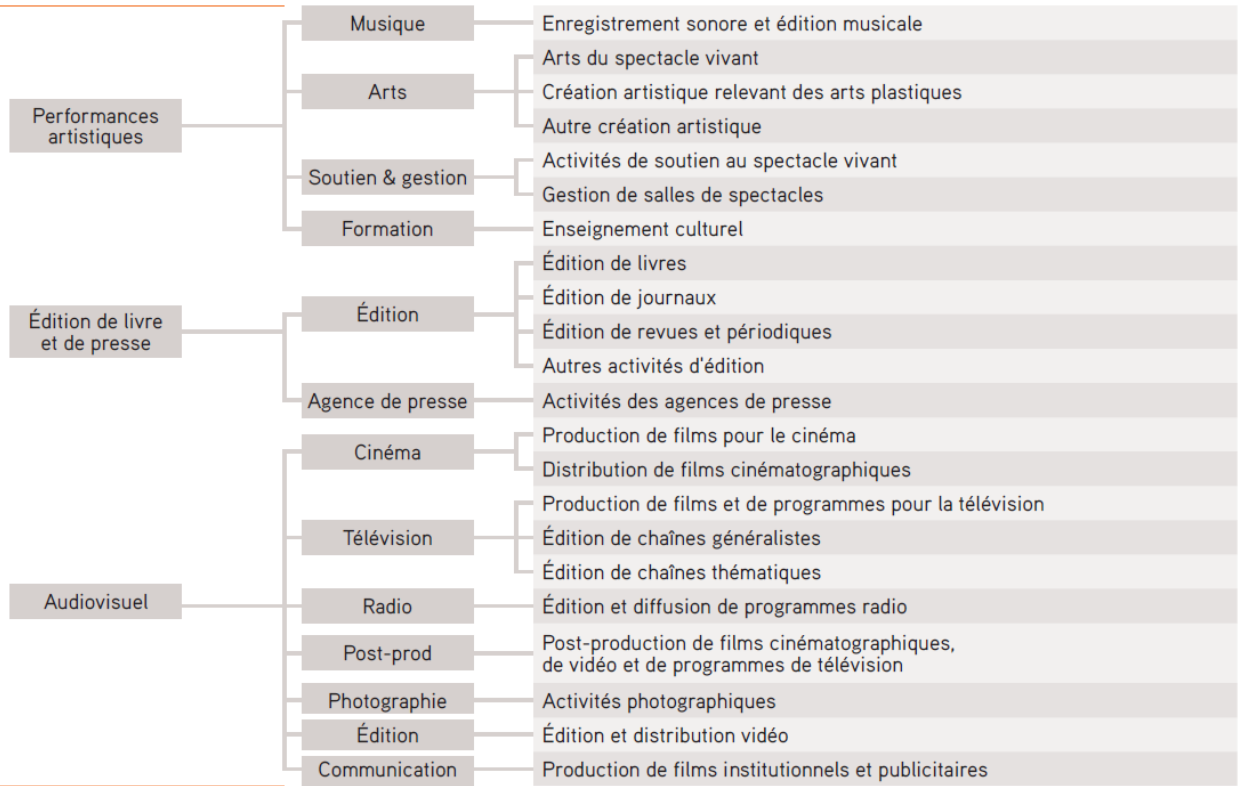 Performances
artistiques
Musique
Enregistrement sonore et édition musicale
Arts
Arts du spectacle vivant
Création artistique relevant des arts plastiques
Autre création artistique
Soutien & gestion
Activités de soutien au spectacle vivant
Gestion de salles de spectacles
Formation
Enseignement culturel
Édition de livre
et de presse
Édition
Édition de livres
Édition de journaux
Édition de revues et périodiques
Autres activités d'édition
Agence de presse
Activités des agences de presse
Audiovisuel
Cinéma
Production de films pour le cinéma
Distribution de films cinématographiques
Télévision
Production de films et de programmes pour la télévision
Édition de chaînes généralistes
Édition de chaînes thématiques
Radio
Édition et diffusion de programmes radio
Post-prod
Post-production de films cinématographiques,
de vidéo et de programmes de télévision
Photographie
Activités photographiques
Édition
Édition et distribution vidéo
Communication
Production de films institutionnels et publicitaires